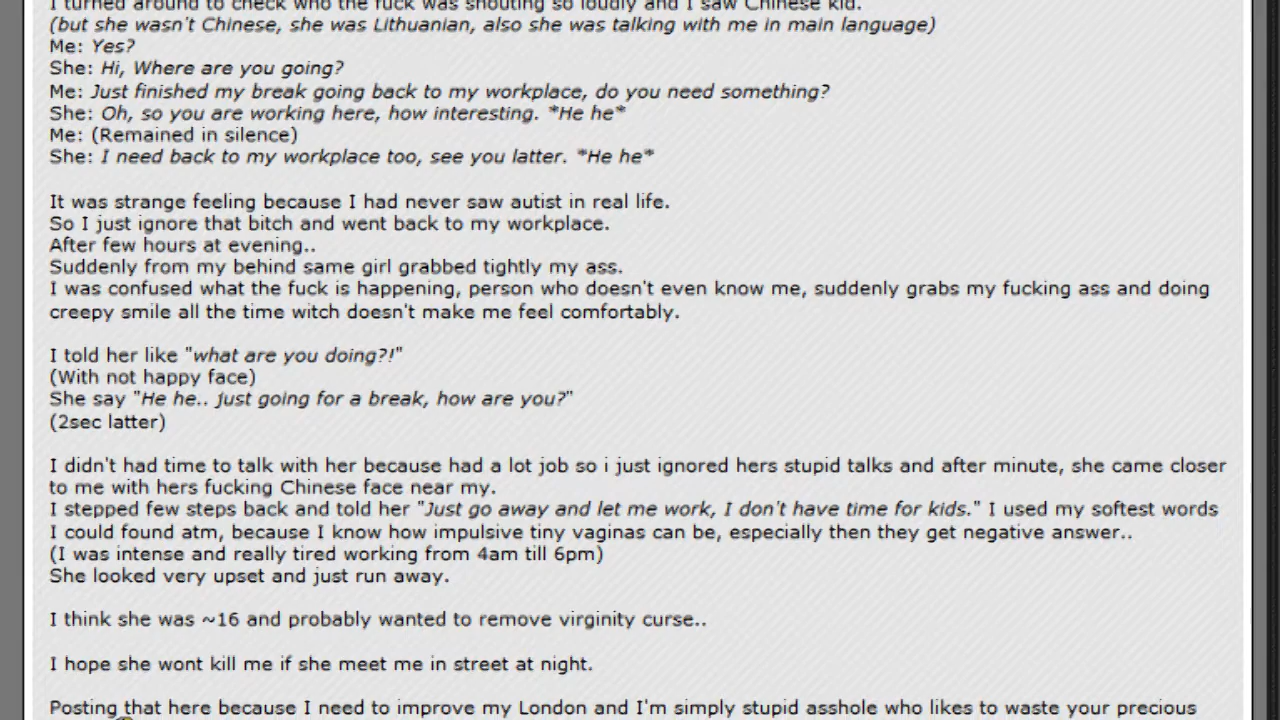 I turned around to check who the fuck was shouting so loudly and I saw Chinese kid.
(but she wasn't Chinese, she was Lithuanian, also she was talking with me in main language)
Me: Yes?
She: Hi, Where are you going?
Me: Just finished my break going back to my workplace, do you need something?
She: Oh, so you are working here, how interesting. *He he*
Me: (Remained in silence)
She: I need back to my workplace too, see you latter. *He he*
It was strange feeling because I had never saw autist in real life.
So I just ignore that bitch and went back to my workplace.
After few hours at evening..
Suddenly from my behind same girl grabbed tightly my ass.
I was confused what the fuck is happening, person who doesn't even know me, suddenly grabs my fucking ass and doing
creepy smile all the time witch doesn't make me feel comfortably.
I told her like "what are you doing?!"
(With not happy face)
She say "He he.. just going for a break, how are you?"
(2sec latter)
I didn't had time to talk with her because had a lot job so i just ignored hers stupid talks and after minute, she came closer
to me with hers fucking Chinese face near my.
I stepped few steps back and told her "Just go away and let me work, I don't have time for kids." I used my softest words
I could found atm, because I know how impulsive tiny vaginas can be, especially then they get negative answer..
(I was intense and really tired working from 4am till 6pm)
She looked very upset and just run away.
I think she was ~16 and probably wanted to remove virginity curse..
I hope she wont kill me if she meet me in street at night.
Posting that here because I need to improve my London and I'm simply stupid asshole who likes to waste your precious